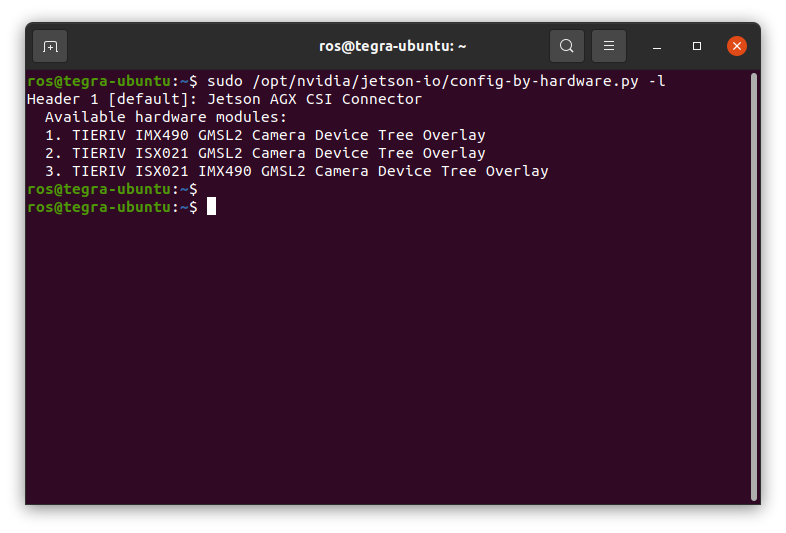 ros@tegra-ubuntu: ~
ros@tegra-ubuntu:~$ sudo /opt/nvidia/jetson-io/config-by-hardware.py -l
Header 1 [default]: Jetson AGX CSI Connector
  Available hardware modules:
  1. TIERIV IMX490 GMSL2 Camera Device Tree Overlay
  2. TIERIV ISX021 GMSL2 Camera Device Tree Overlay
  3. TIERIV ISX021 IMX490 GMSL2 Camera Device Tree Overlay
ros@tegra-ubuntu:~$
ros@tegra-ubuntu:~$